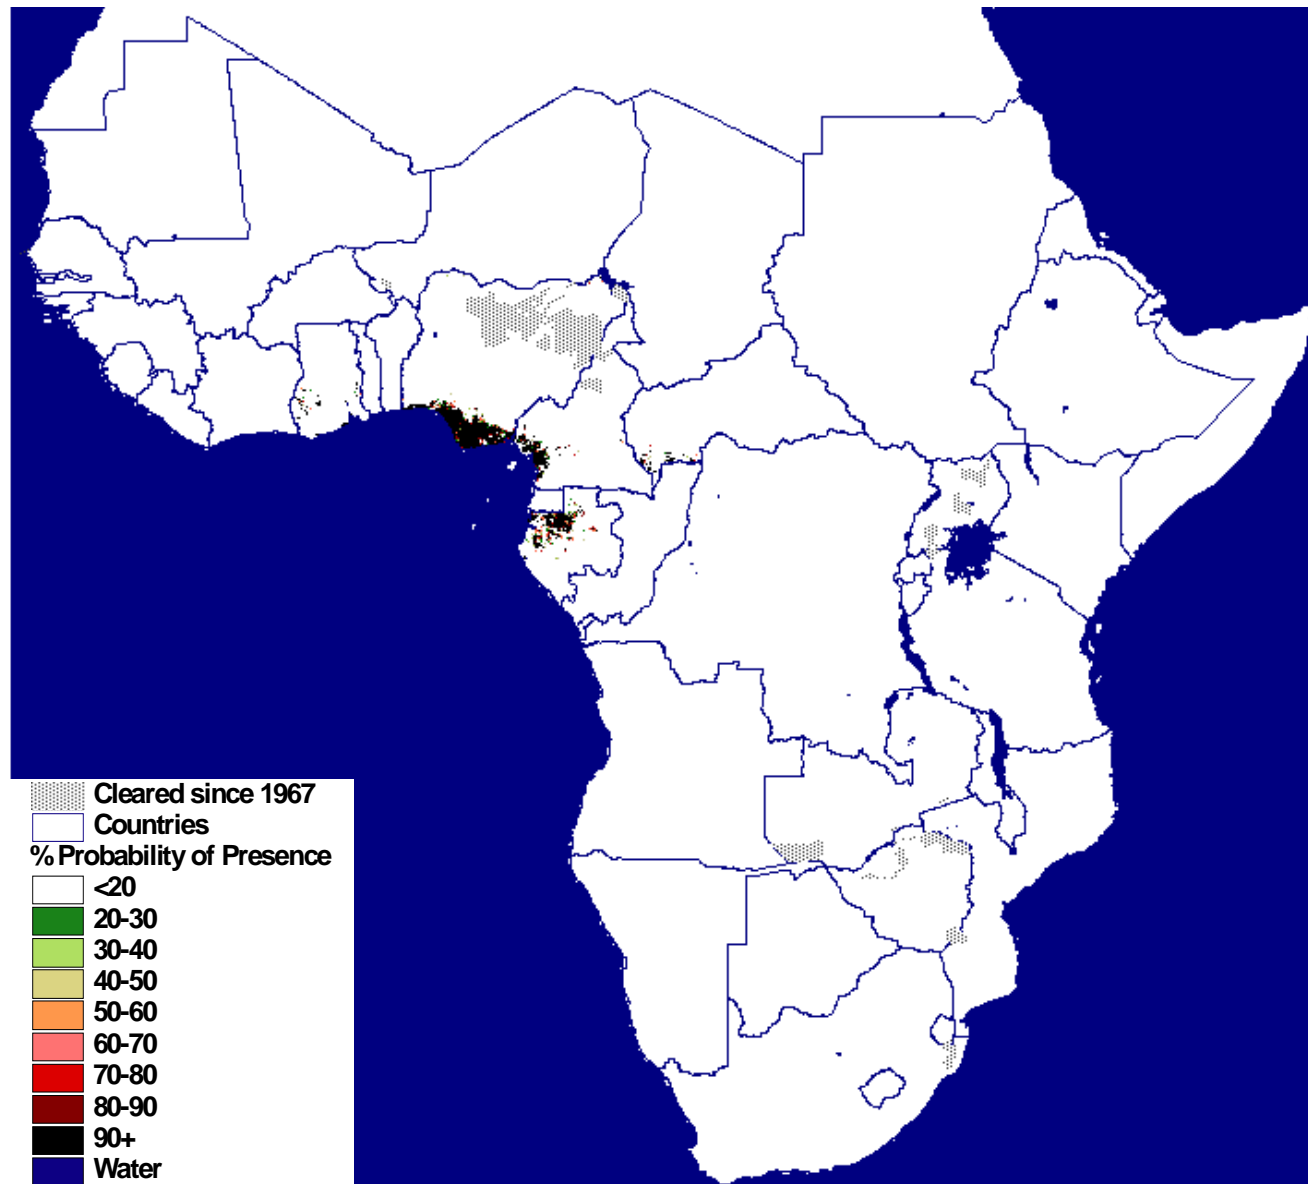 Cleared since 1967
Countries
% Probability of Presence
<20
20-30
30-40
40-50
50-60
60-70
70-80
80-90
90+
Water